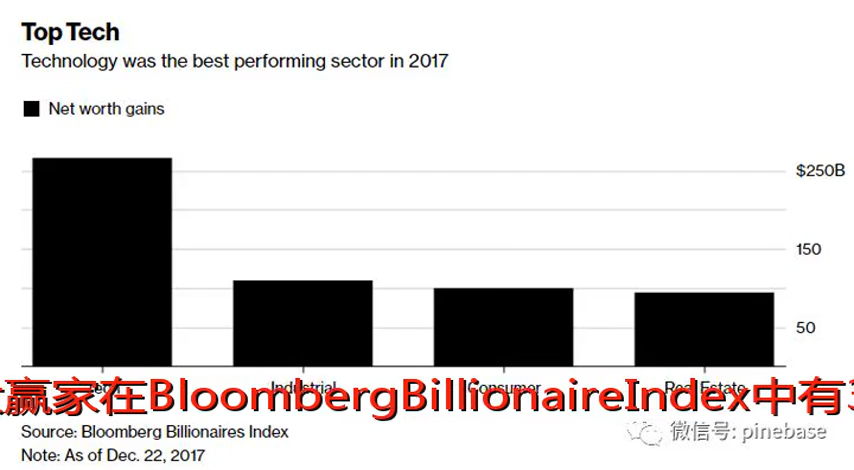 Top Tech
Technology was the best performing sector in 2017
Net worth gains
$250B
150
50
Industrial
Consumer
Real Estate
赢家在BloombergBillionaireIndex中有
Source: Bloomberg Billionaires Index
微信号: pinebase
Note: As of Dec. 22, 2017